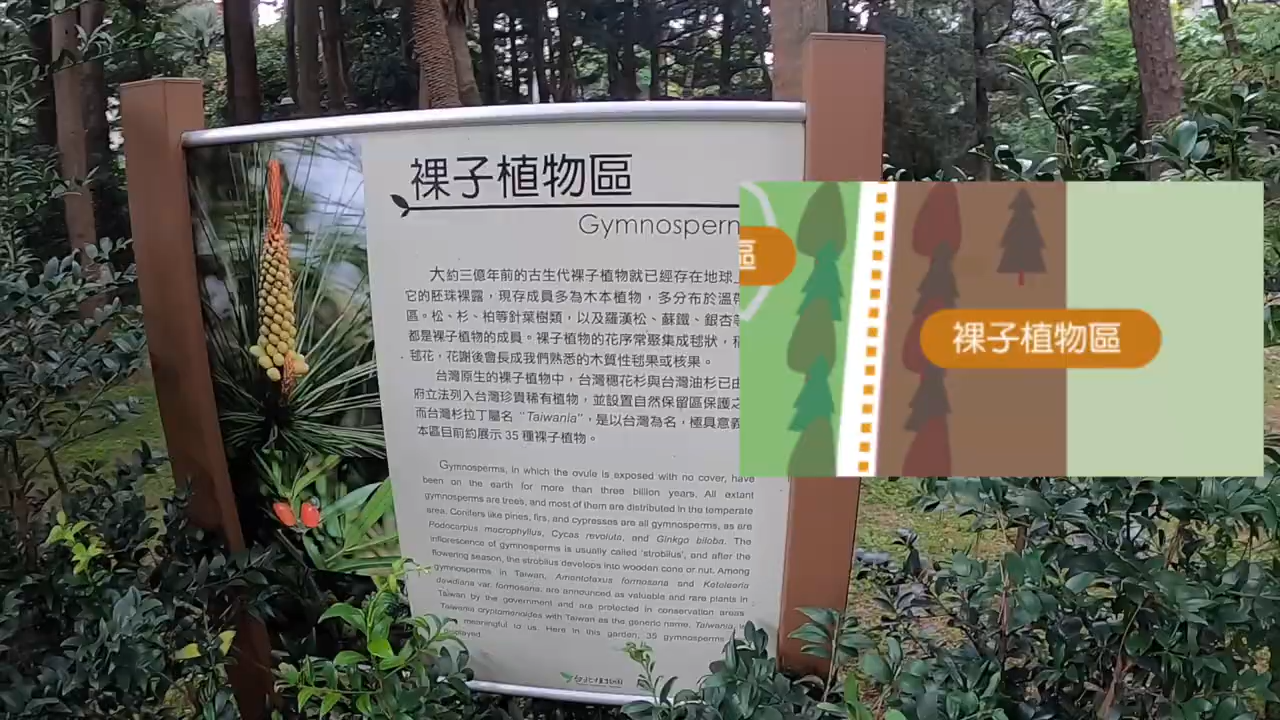 裸子植物區
Gymnosperm
大約三億年前的古生代裸子植物就已經存在地球
它的胚珠裸露，現存成員多為木本植物，多分布於溫帶
區。松、杉、柏等針葉樹類，以及羅漢松、蘇鐵、銀杏等
都是裸子植物的成員。裸子植物的花序常聚集成毬狀，稱
毬花，花謝後會長成我們熟悉的木質性毬果或核果。
台灣原生的裸子植物中，台灣穗花杉與台灣油杉已由
府立法列入台灣珍貴稀有植物，並設置自然保留區保護之
而台灣杉拉丁屬名 “Taiwania”，是以台灣為名，極具意義
本區目前約展示 35 種裸子植物。
Gymnosperms, in which the ovule is exposed with no cover, have
been on the earth for more than three billion years. All extant
gymnosperms are trees, and most of them are distributed in the temperate
area. Conifers like pines, firs, and cypresses are all gymnosperms, as are
Podocarpus macrophyllus, Cycas revoluta, and Ginkgo biloba. The
inflorescence of gymnosperms is usually called ‘strobilus’, and after the
flowering season, the strobilus develops into wooden cone or nut. Among
gymnosperms in Taiwan, Amentotaxus formosana and Keteleeria
davidiana var. formosana, are announced as valuable and rare plants in
Taiwan by the government and are protected in conservation areas
Taiwania cryptomerioides with Taiwan as the generic name, Taiwania,
meaningful to us. Here in this garden, 35 gymnosperms
displayed.
台北植物園
區
裸子植物區